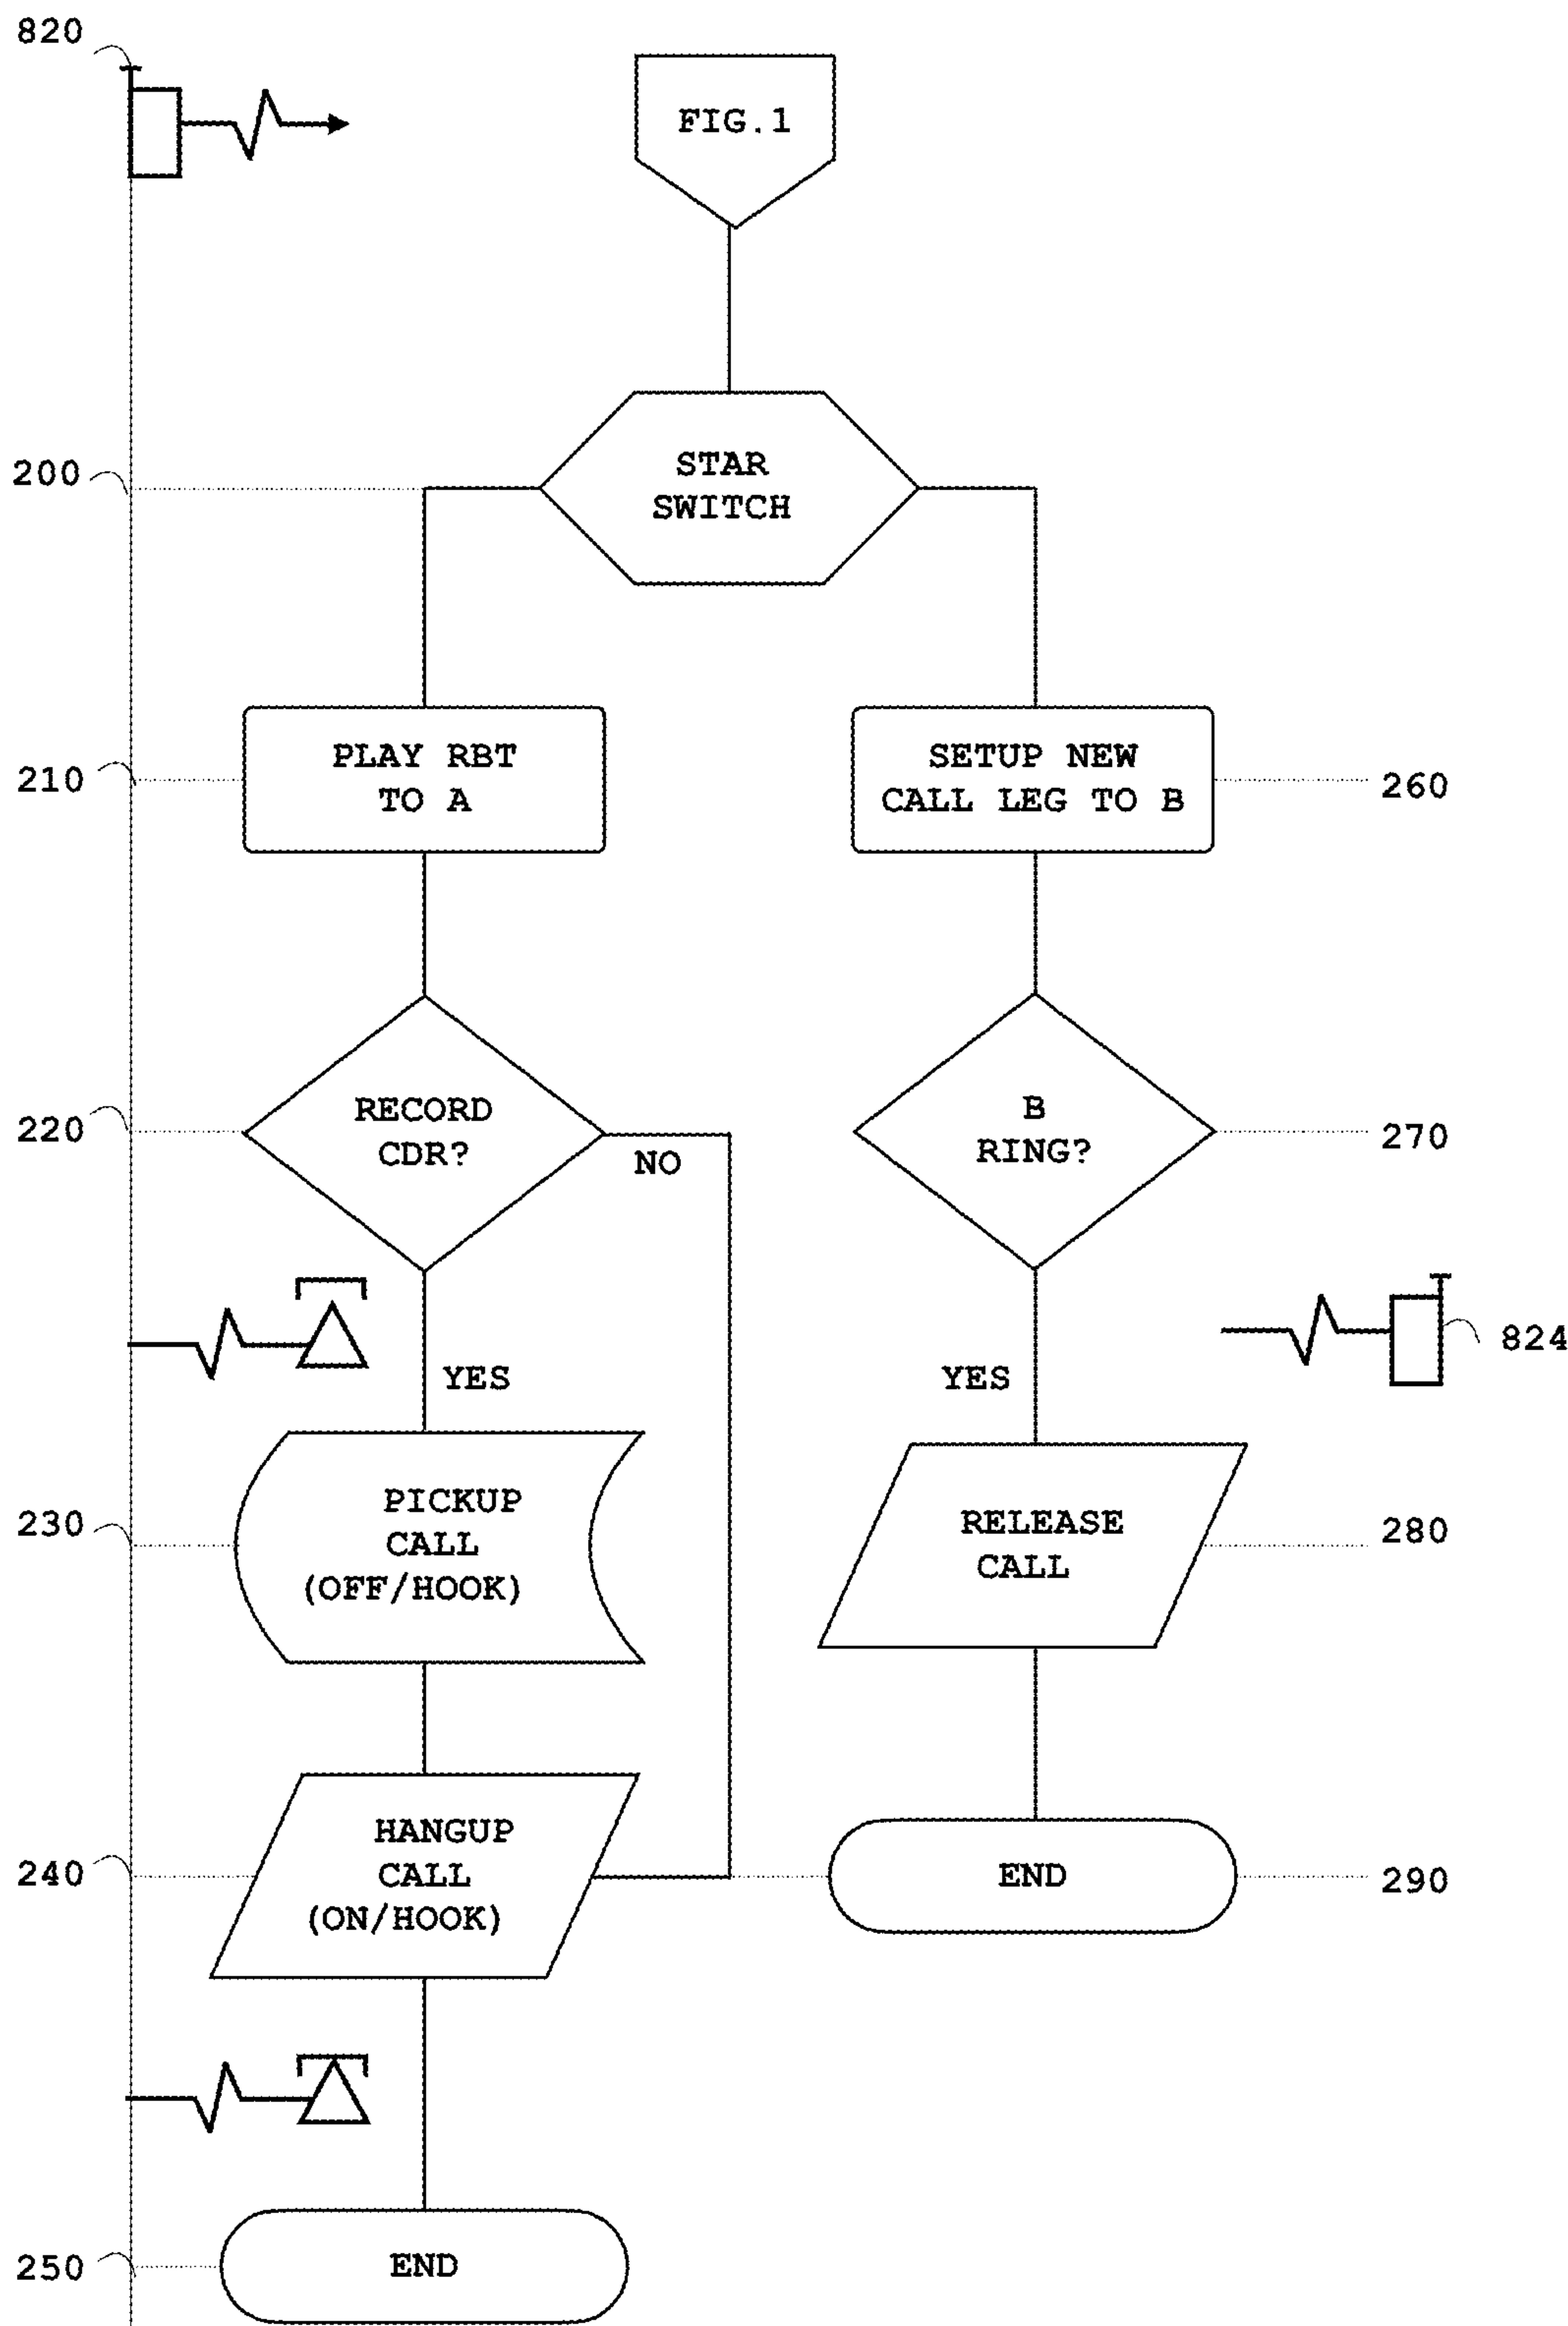 820
FIG.1
200
STAR
SWITCH
210
PLAY RBT
TO A
SETUP NEW
CALL LEG TO B
260
220
RECORD
CDR?
NO
B
RING?
270
YES
YES
824
230
PICKUP
CALL
(OFF/HOOK)
RELEASE
CALL
280
240
HANGUP
CALL
(ON/HOOK)
END
290
250
END